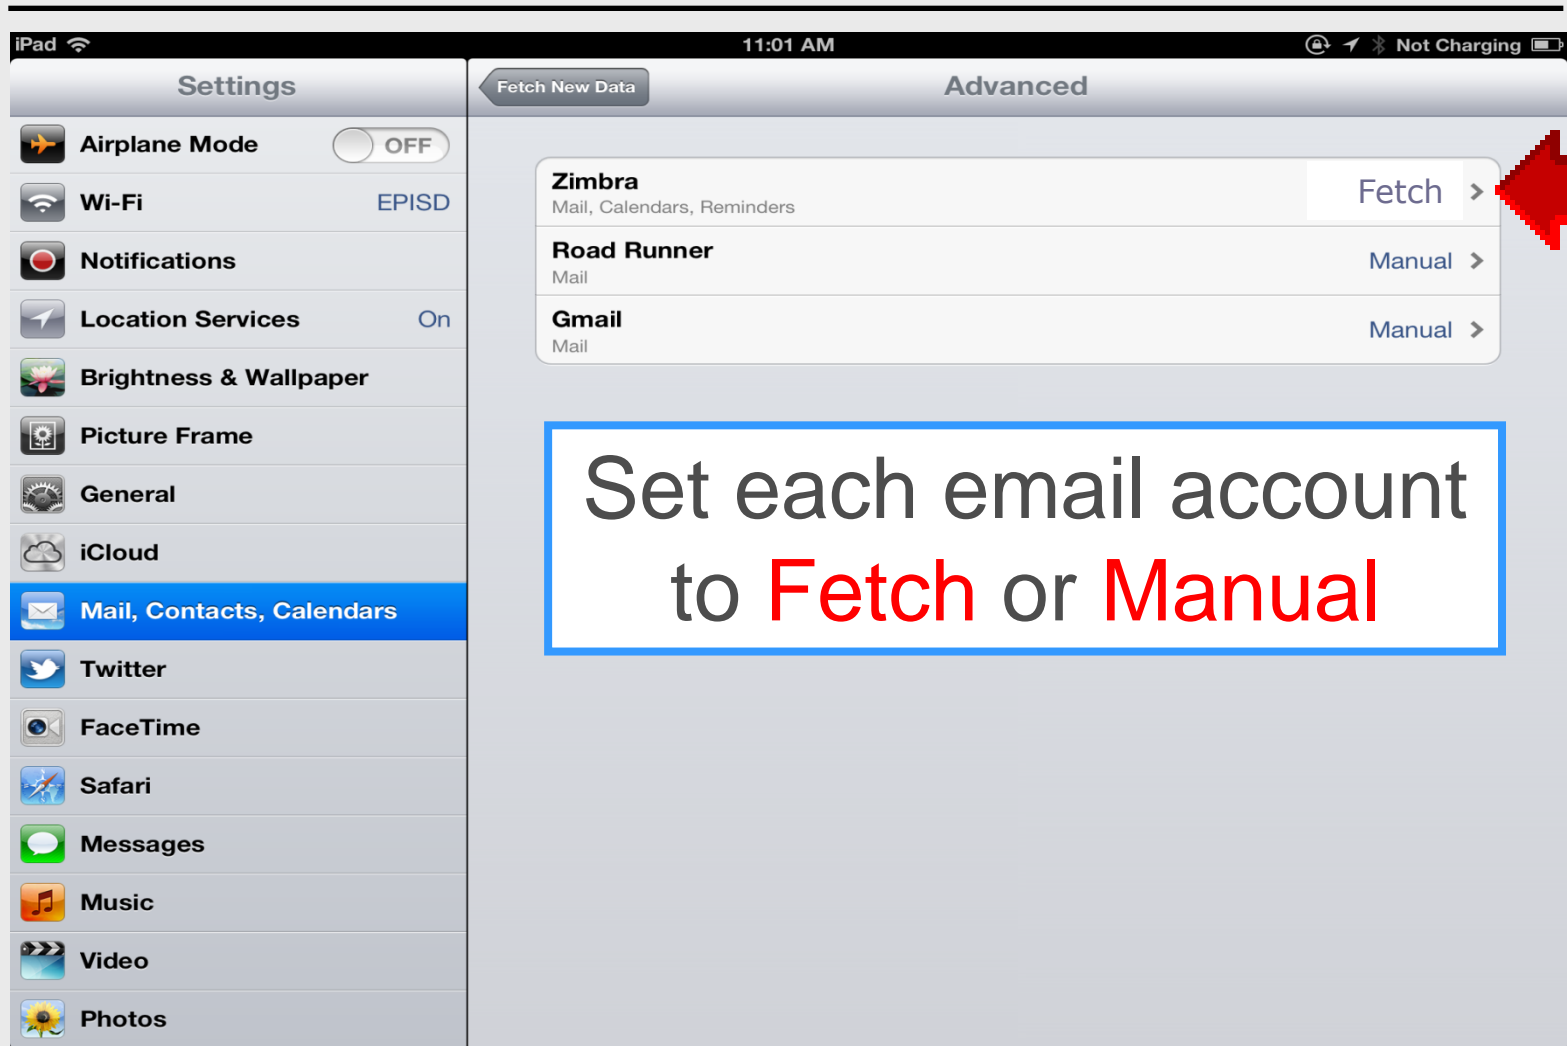 iPad
11:01 AM
Not Charging
Settings
Fetch New Data
Advanced
Airplane Mode
OFF
Wi-Fi
EPISD
Notifications
Location Services
On
Brightness & Wallpaper
Picture Frame
General
iCloud
Mail, Contacts, Calendars
Twitter
FaceTime
Safari
Messages
Music
Video
Photos
Zimbra
Fetch
Mail, Calendars, Reminders
Road Runner
Manual
Mail
Gmail
Manual
Mail
Set each email account
to Fetch or Manual